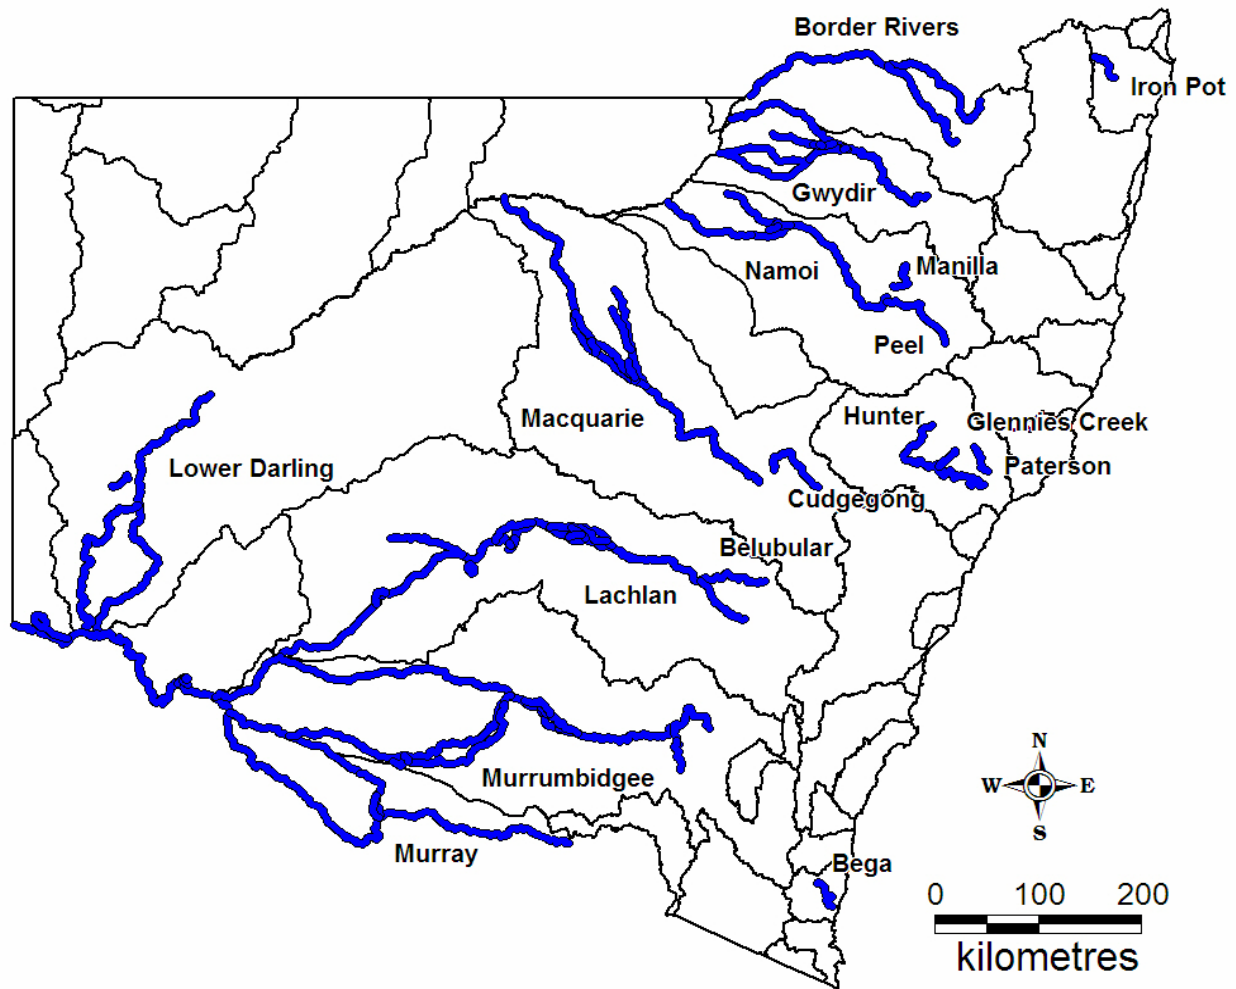 Border Rivers
Iron Pot
Gwydir
Namoi
Manilla
Peel
Macquarie
Hunter
Glennies Creek
Lower Darling
Paterson
Cudgegong
Belubular
Lachlan
Murrumbidgee
Murray
Bega
N
W E
S
0 100 200
kilometres